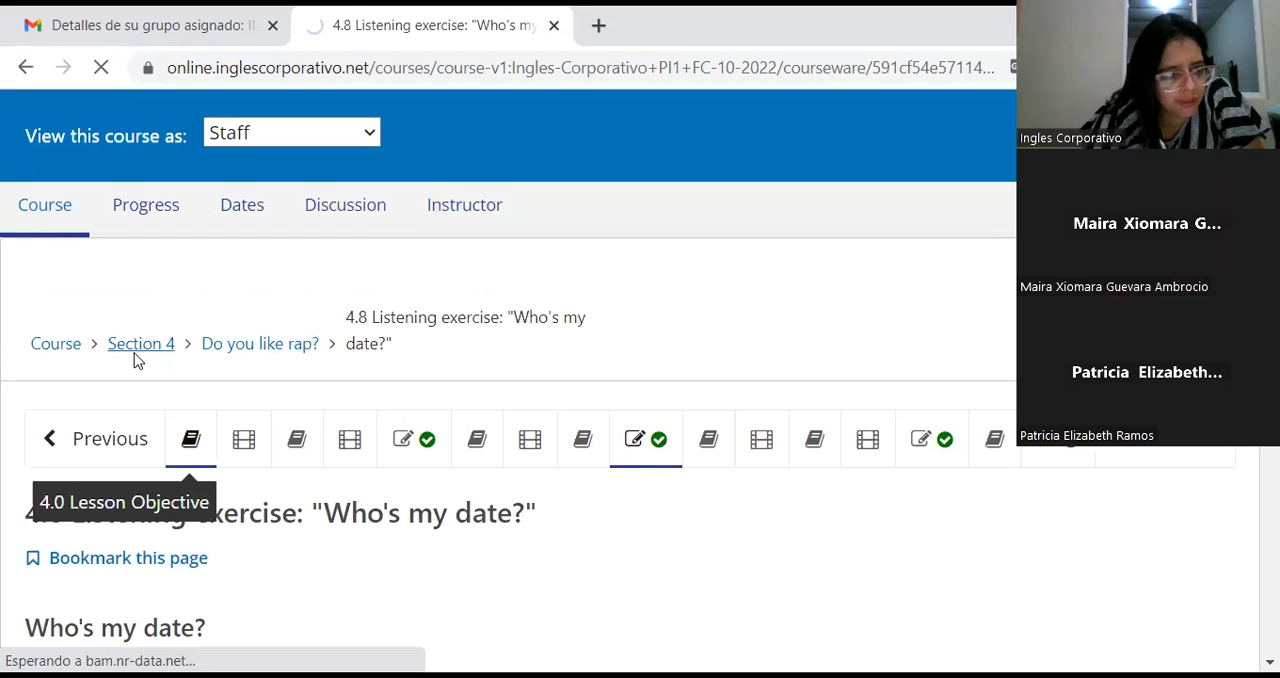 Detalles de su grupo asignado: II
4.8 Listening exercise: "Who's my
online.inglescorporativo.net/courses/course-v1:Ingles-Corporativo+PI1+FC-10-2022/courseware/591cf54e57114...
View this course as:
Staff
Course
Progress
Dates
Discussion
Instructor
Course > Section 4 > Do you like rap? > 4.8 Listening exercise: "Who's my
date?"
Previous
4.0 Lesson Objective
exercise: "Who's my date?"
Bookmark this page
Who's my date?
Esperando a bam.nr-data.net...
Ingles Corporativo
Maira Xiomara G...
Maira Xiomara Guevara Ambrocio
Patricia Elizabeth...
Patricia Elizabeth Ramos